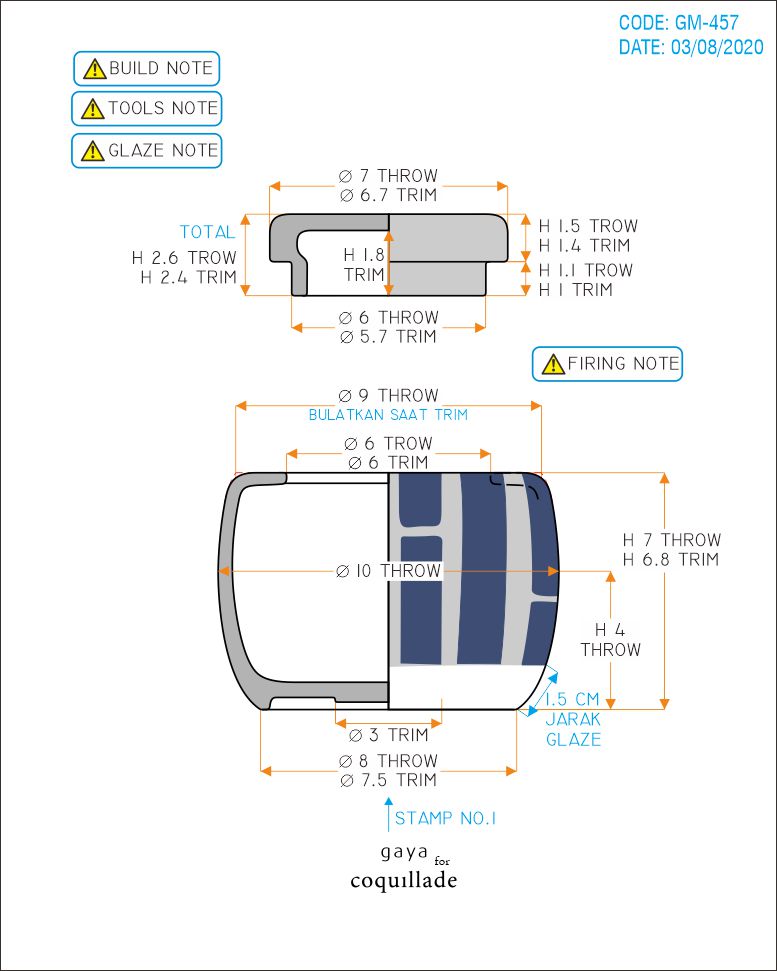 CODE: GM-457
DATE: 03/08/2020
BUILD NOTE
TOOLS NOTE
GLAZE NOTE
Ø 7 THROW
Ø 6.7 TRIM
TOTAL
H 2.6 TROW
H 2.4 TRIM
H 1.8
TRIM
H 1.5 TROW
H 1.4 TRIM
H 1.1 TROW
H 1 TRIM
Ø 6 THROW
Ø 5.7 TRIM
FIRING NOTE
Ø 9 THROW
BULATKAN SAAT TRIM
Ø 6 TROW
Ø 6 TRIM
H 7 THROW
H 6.8 TRIM
Ø 10 THROW
H 4
THROW
1.5 CM
JARAK
GLAZE
Ø 3 TRIM
Ø 8 THROW
Ø 7.5 TRIM
STAMP NO.1
gaya for
coquillade